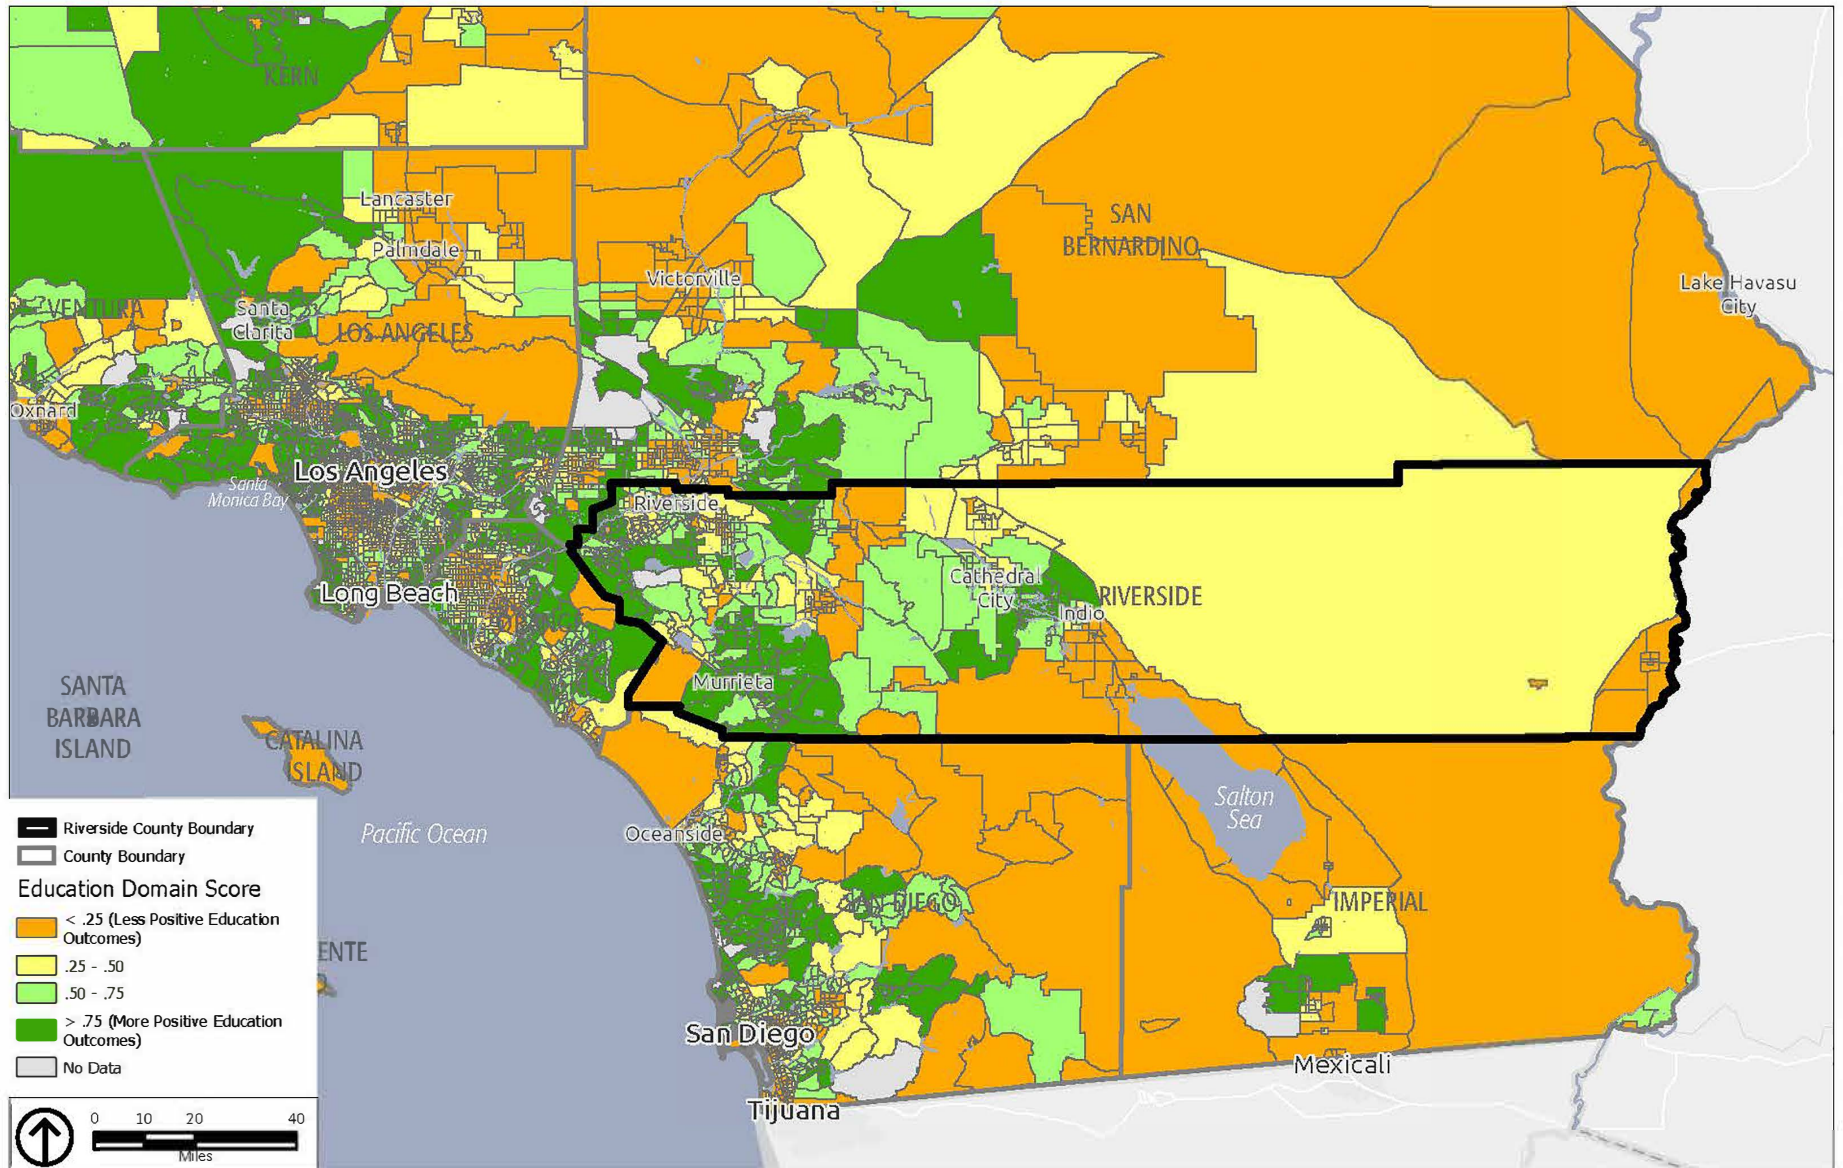 KERN
Lancaster
Palmdale
SAN
BERNARDINO
Victorville
Lake Havasu
City
VENTURA
Santa
Clarita
LOS ANGELES
Oxnard
Los Angeles
Santa
Monica Bay
Riverside
Cathedral
City
RIVERSIDE
Indio
Long Beach
Murrieta
SANTA
BARBARA
ISLAND
CATALINA
ISLAND
Salton
Sea
Pacific Ocean
Oceanside
SAN DIEGO
IMPERIAL
ENTE
San Diego
Mexicali
Tijuana
Riverside County Boundary
County Boundary
Education Domain Score
< .25 (Less Positive Education
Outcomes)
.25 - .50
.50 - .75
> .75 (More Positive Education
Outcomes)
No Data
0 10 20 40
Miles